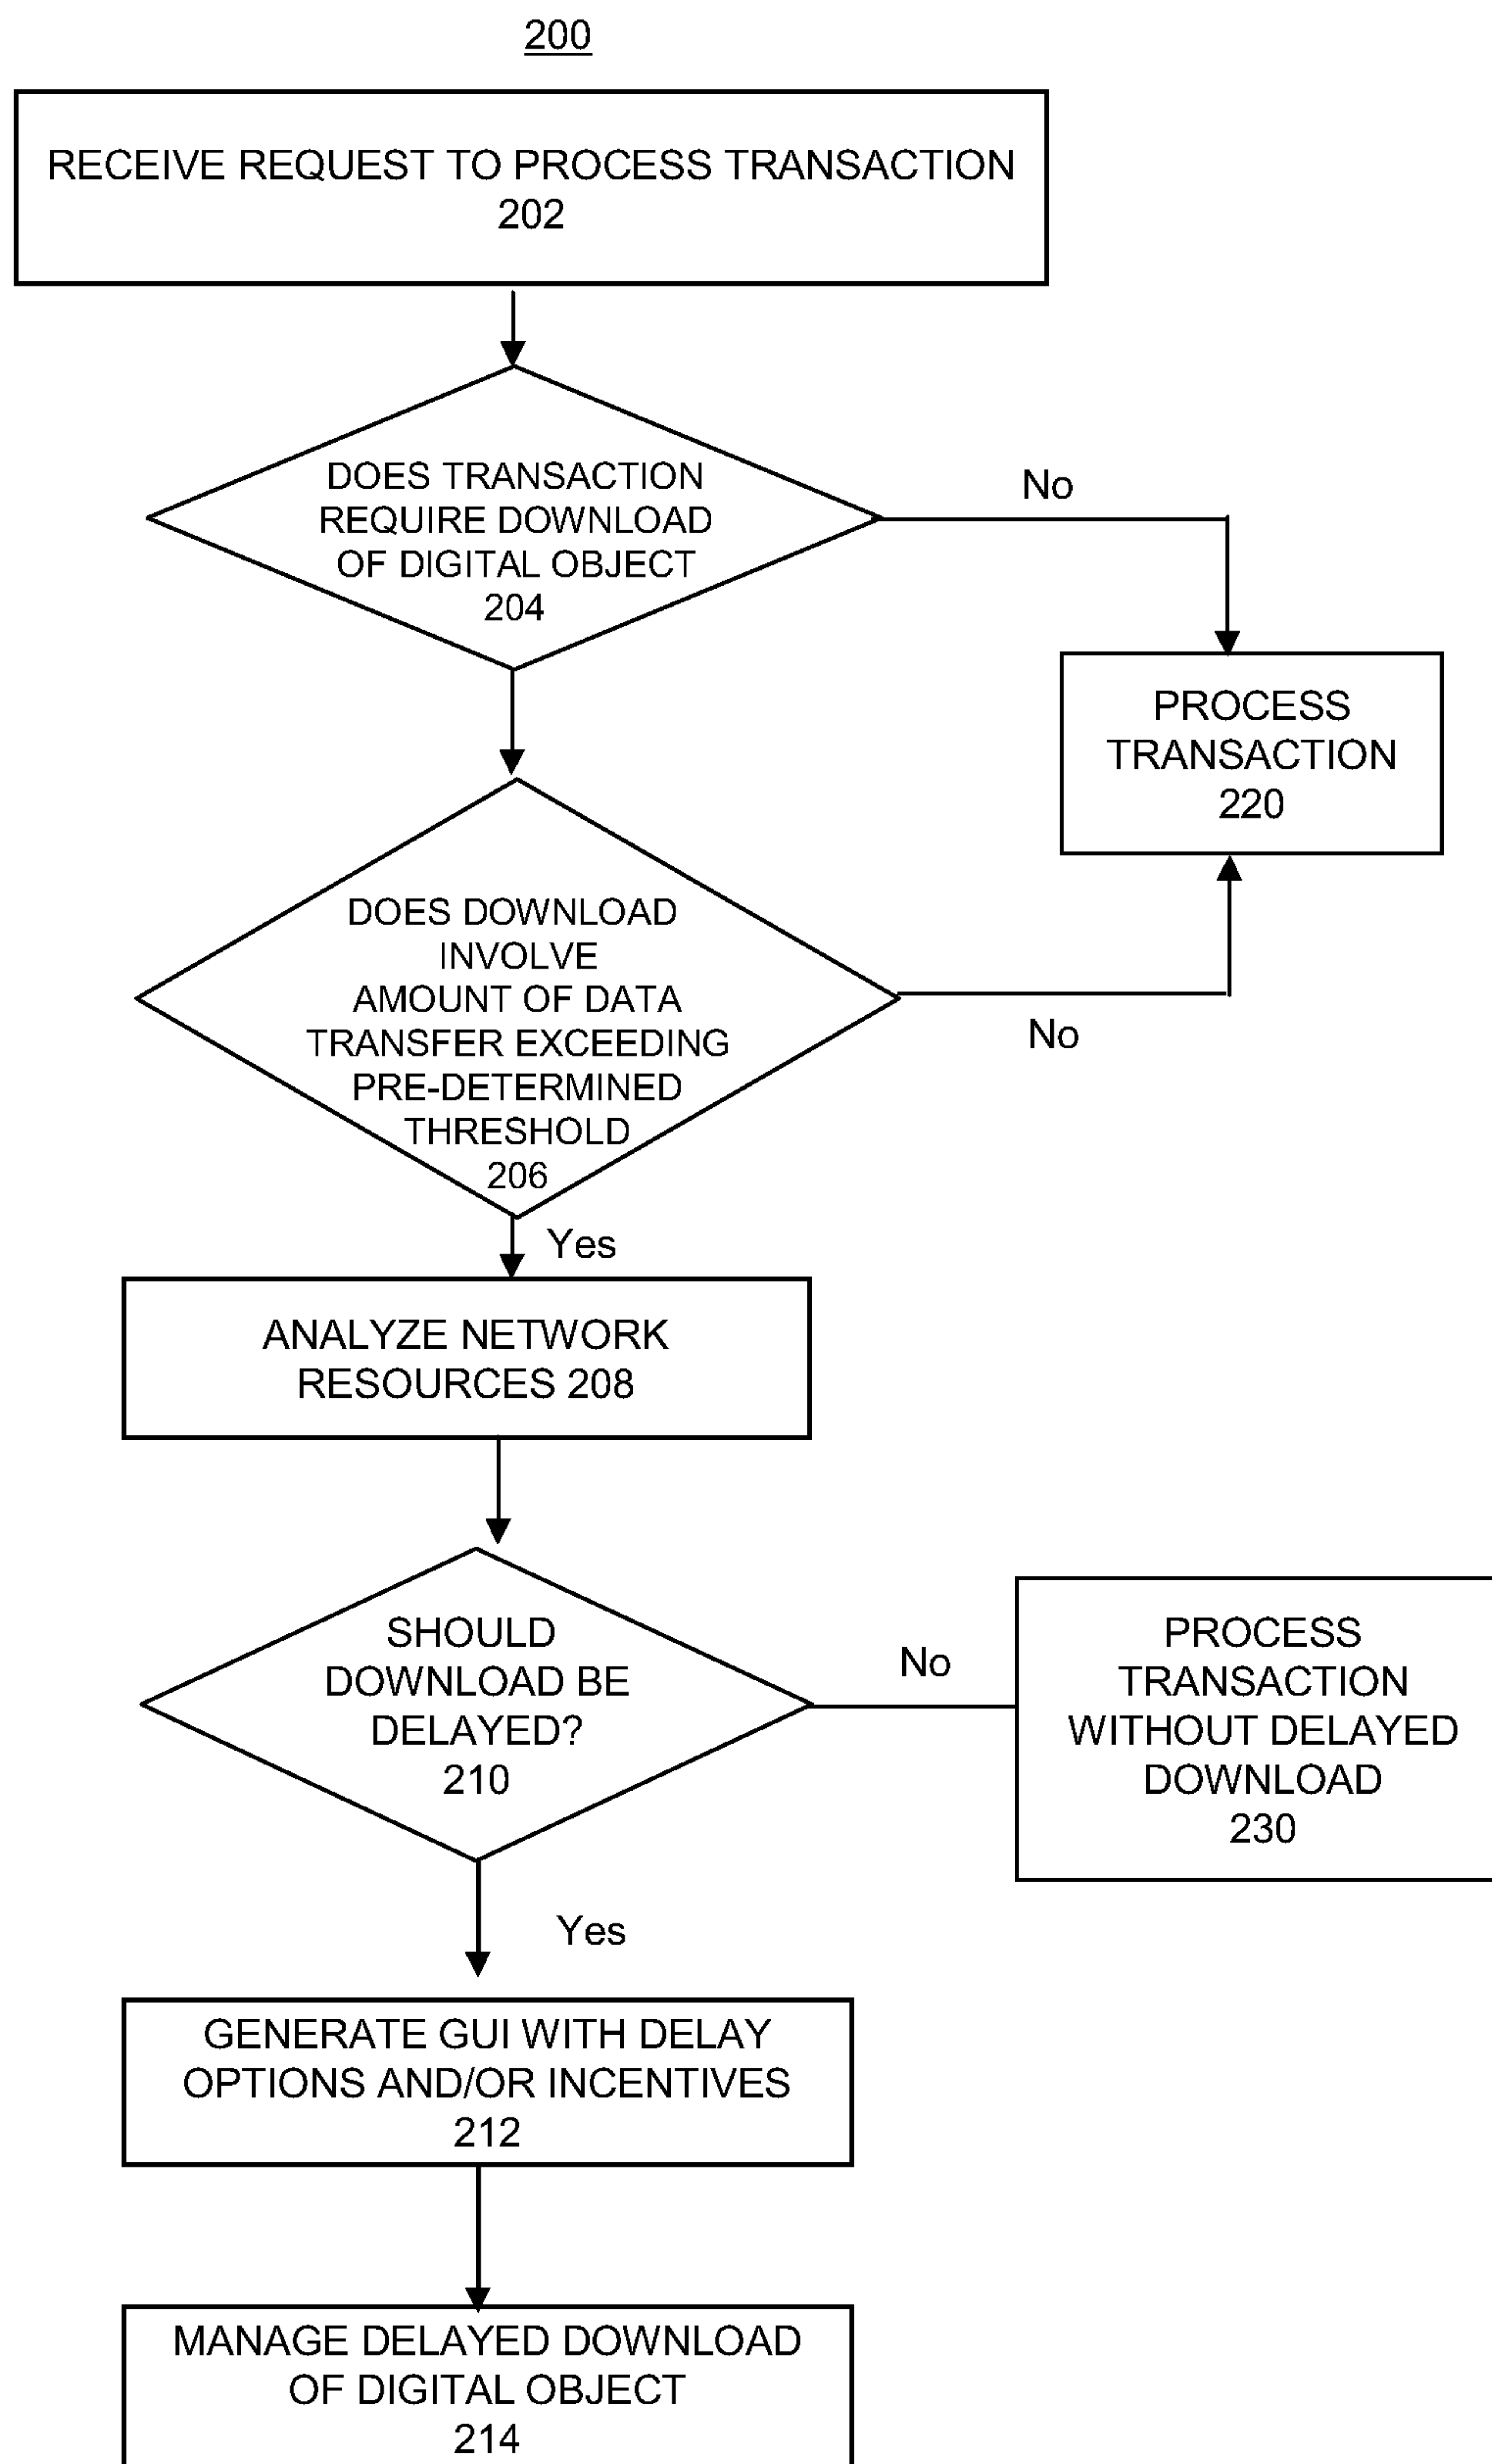 200
RECEIVE REQUEST TO PROCESS TRANSACTION
202
DOES TRANSACTION
REQUIRE DOWNLOAD
OF DIGITAL OBJECT
204
No
PROCESS
TRANSACTION
220
DOES DOWNLOAD
INVOLVE
AMOUNT OF DATA
TRANSFER EXCEEDING
PRE-DETERMINED
THRESHOLD
206
No
Yes
ANALYZE NETWORK
RESOURCES 208
SHOULD
DOWNLOAD BE
DELAYED?
210
No
PROCESS
TRANSACTION
WITHOUT DELAYED
DOWNLOAD
230
Yes
GENERATE GUI WITH DELAY
OPTIONS AND/OR INCENTIVES
212
MANAGE DELAYED DOWNLOAD
OF DIGITAL OBJECT
214